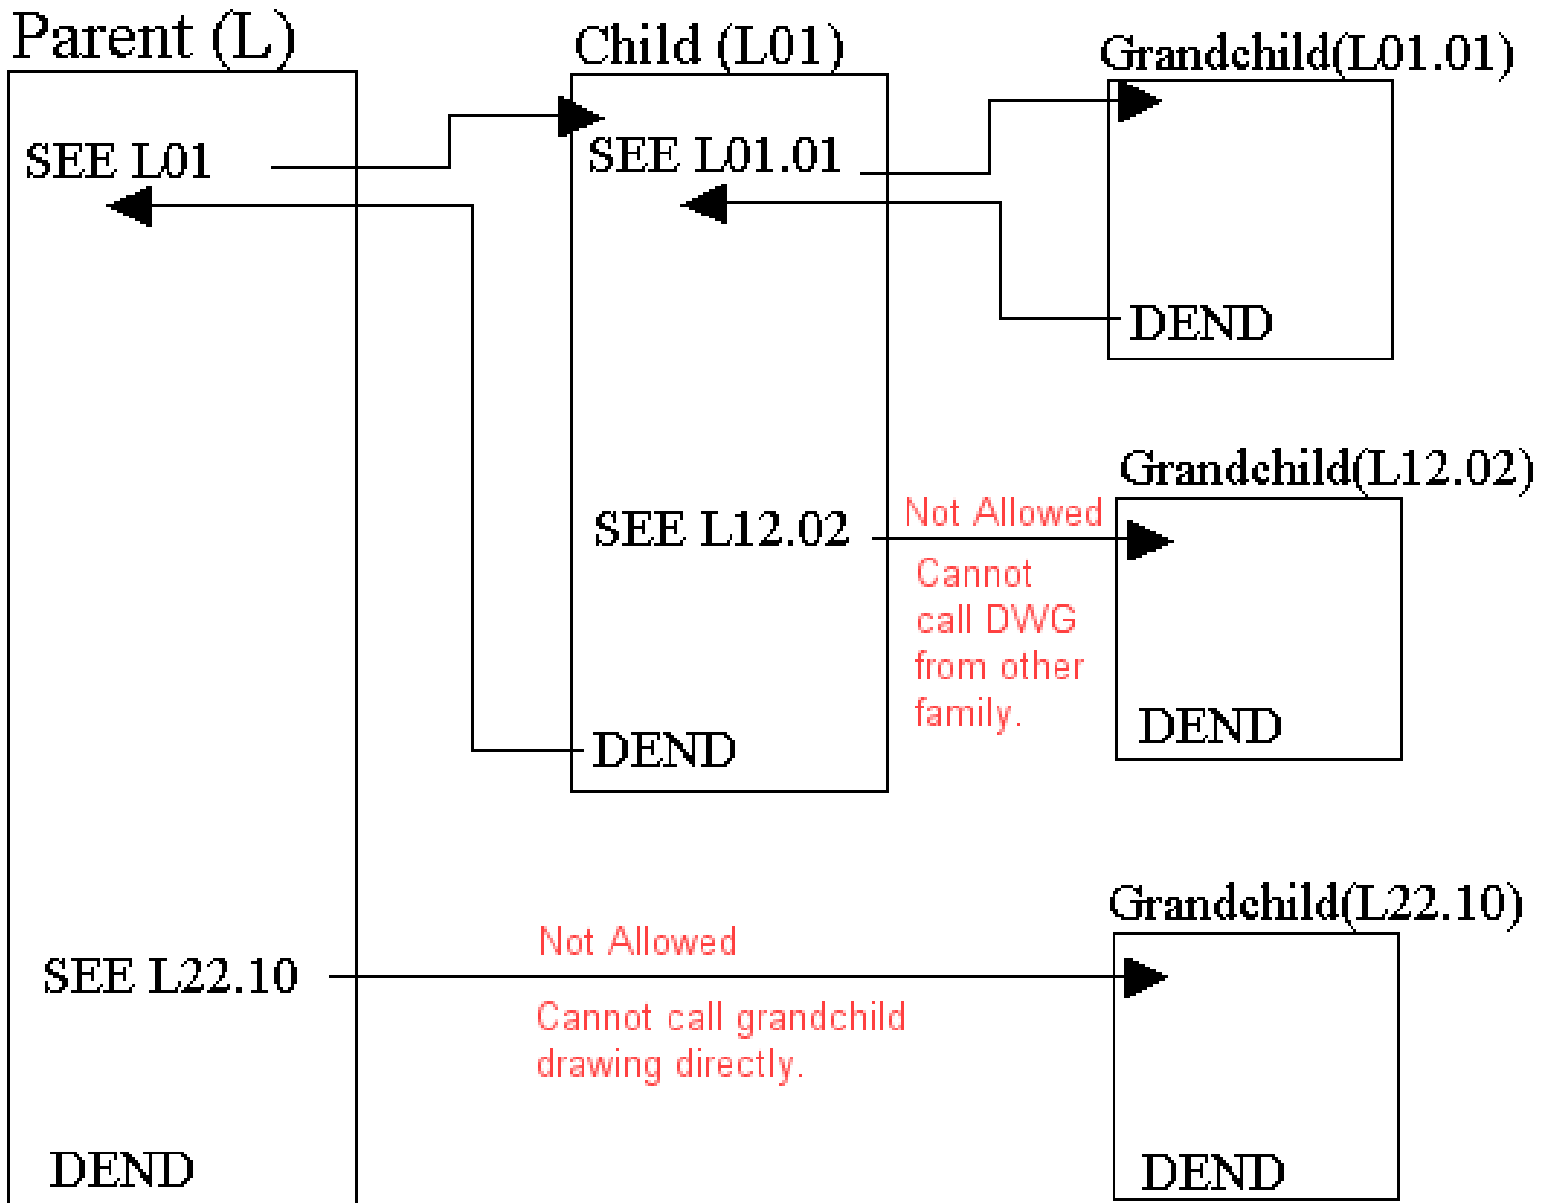 Parent (L)
SEE L01
SEE L22.10
DEND
Child (L01)
SEE L01.01
SEE L12.02
DEND
Grandchild(L01.01)
DEND
Not Allowed
Cannot
call DWG
from other
family.
Grandchild(L12.02)
DEND
Not Allowed
Cannot call grandchild
drawing directly.
Grandchild(L22.10)
DEND